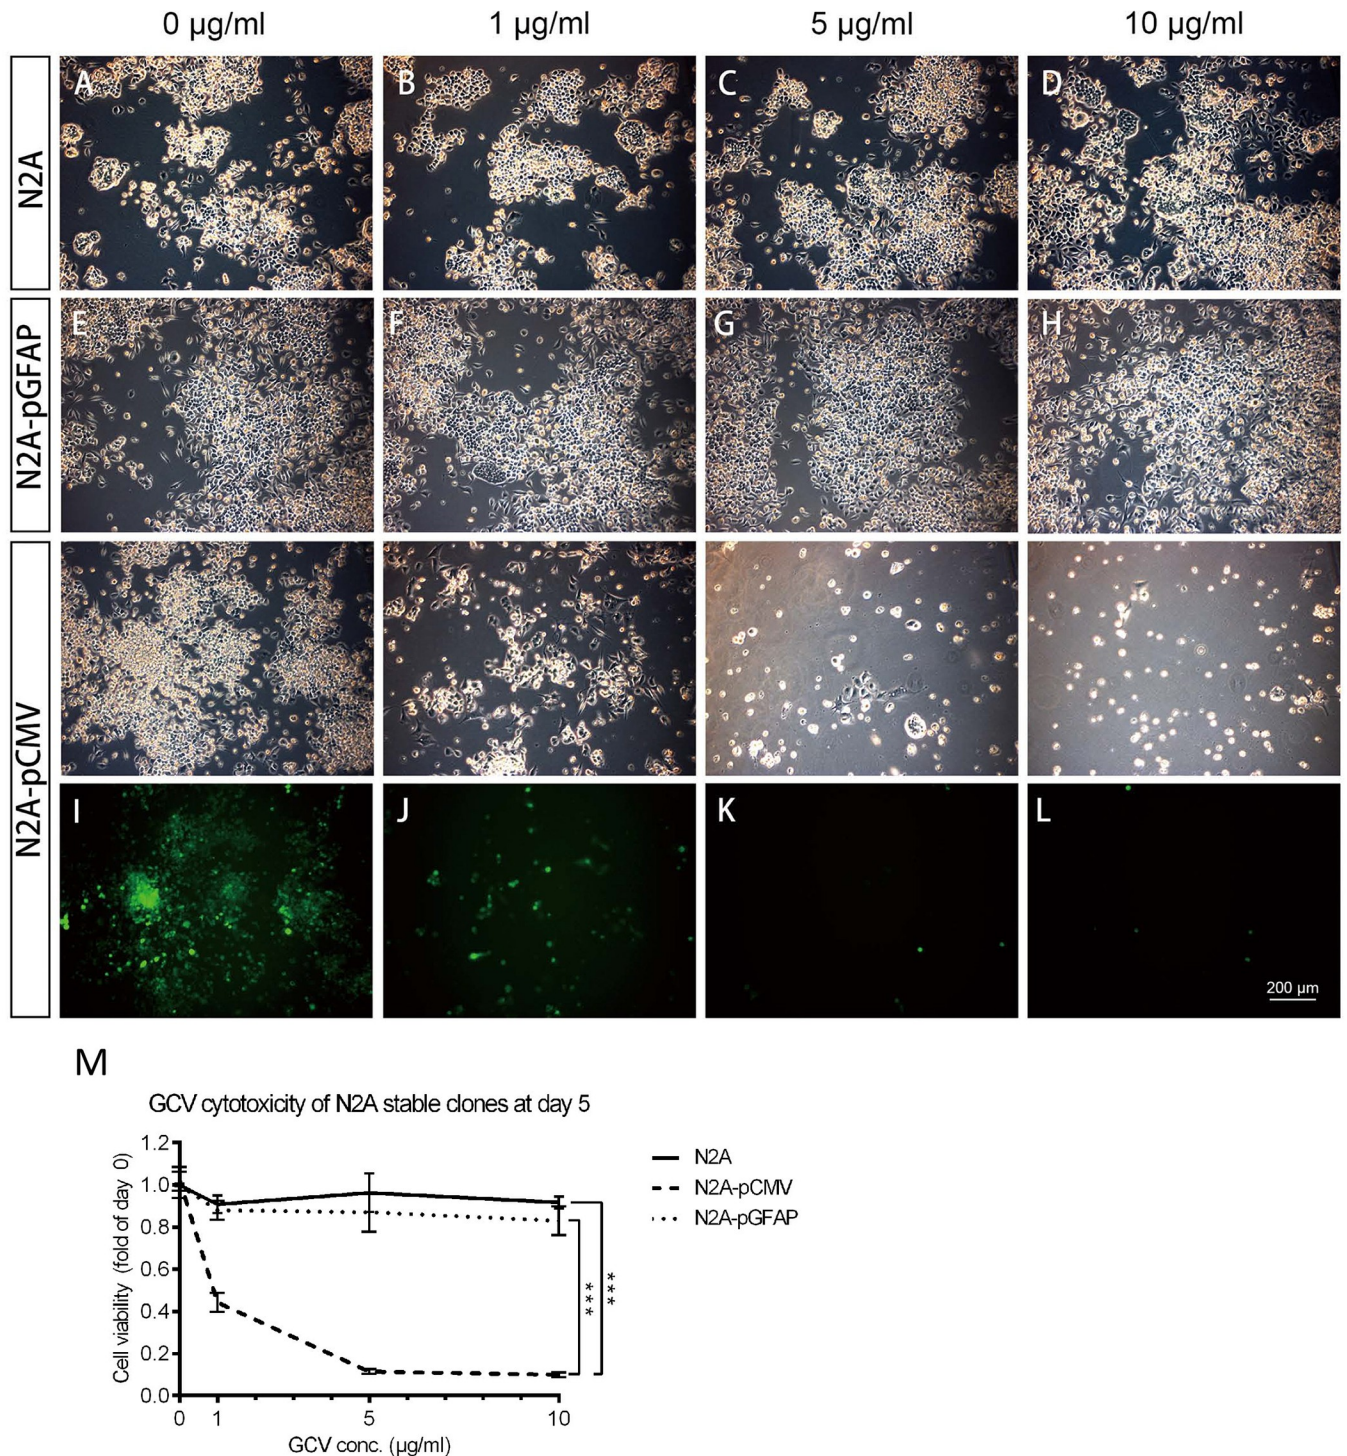 0 µg/ml 1 µg/ml 5 µg/ml 10 µg/ml
N2A
A B C D
N2A-pGFAP
E F G H
N2A-pCMV
I J K L
200 µm
M
GCV cytotoxicity of N2A stable clones at day 5
Cell viability (fold of day 0)
1.2
1.0
0.8
0.6
0.4
0.2
0.0
0 1 5 10
GCV conc. (µg/ml)
N2A
N2A-pCMV
N2A-pGFAP
***
***